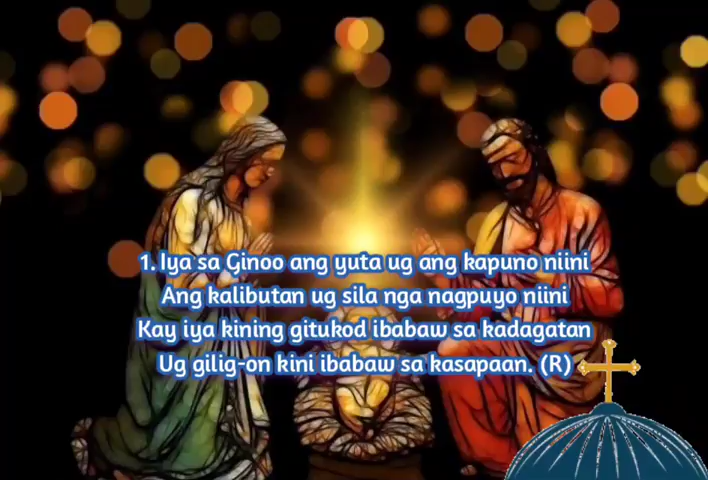 1. Iya sa Ginoo ang yuta ug ang kapuno niini
Ang kalibutan ug sila nga nagpuyo niini
Kay iya kining gitukod ibabaw sa kadagatan
Ug gilig-on kini ibabaw sa kasapaan. (R)